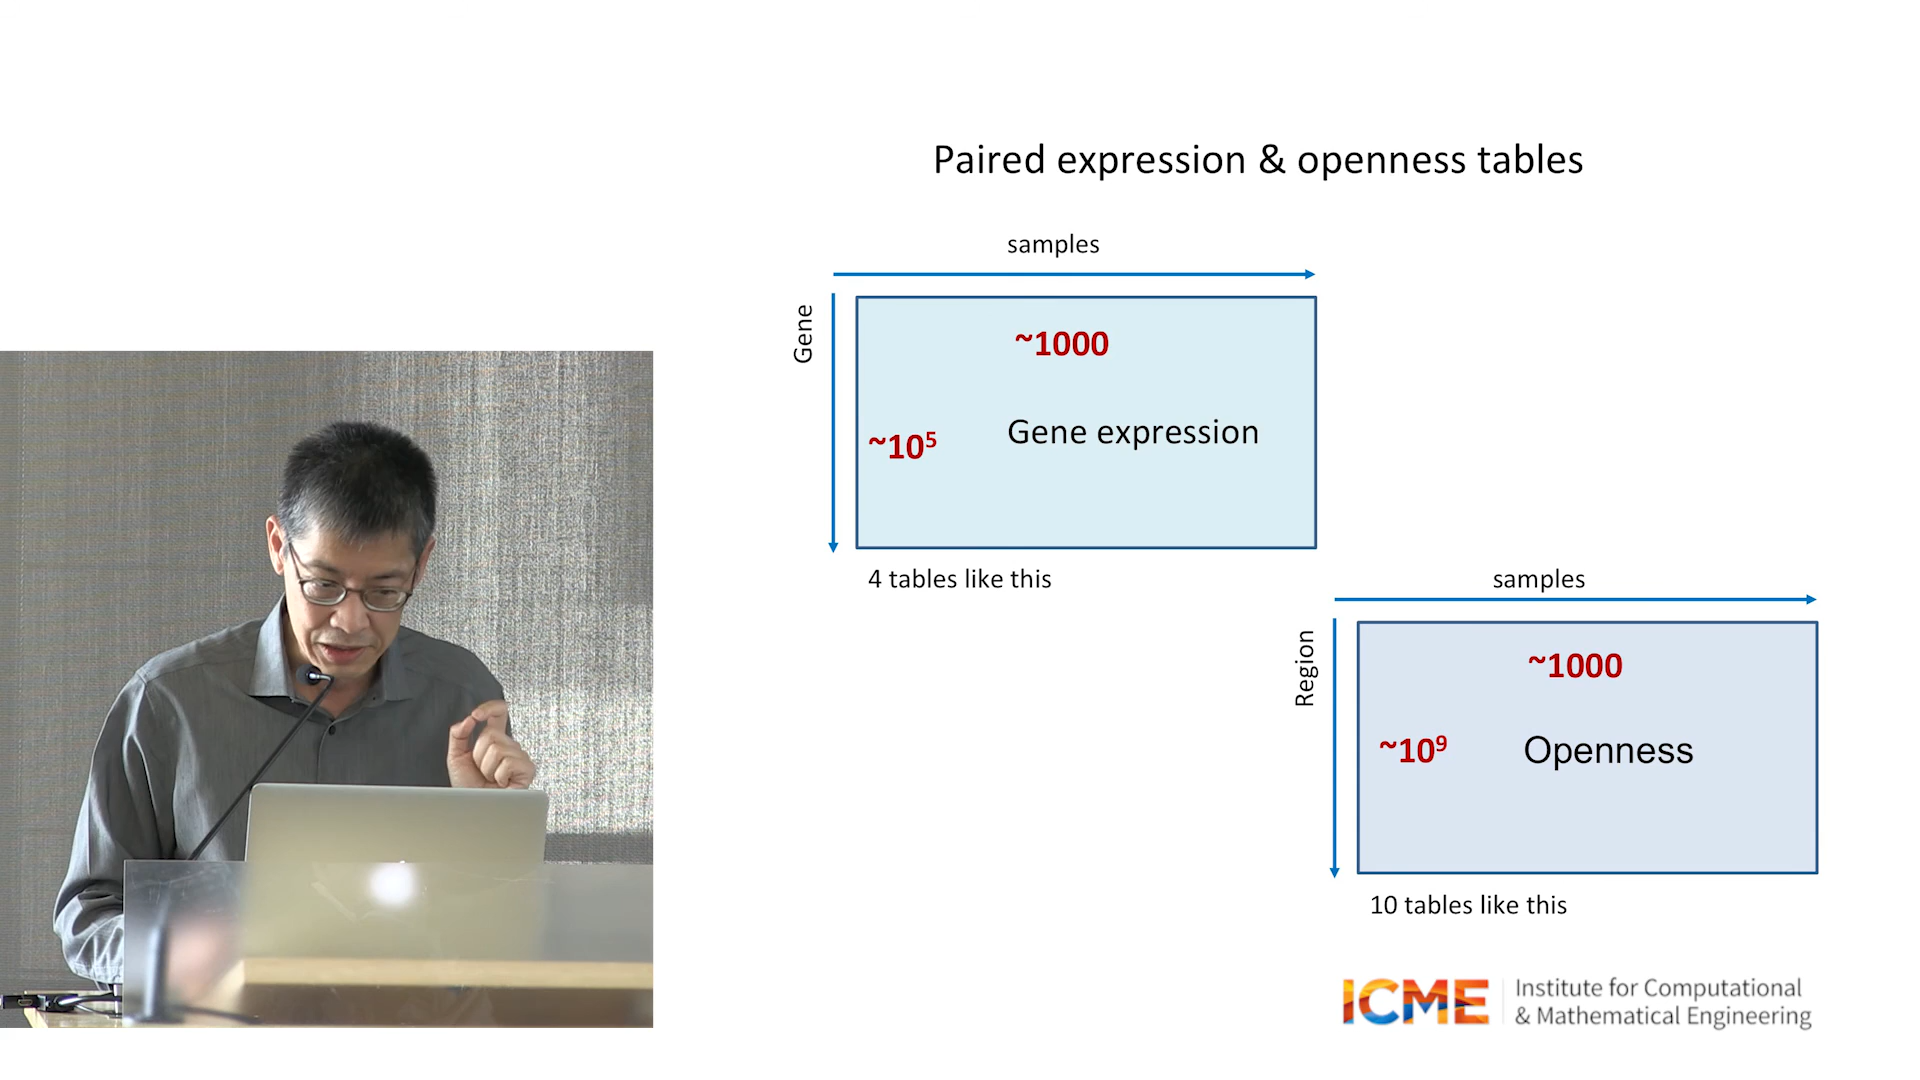 Paired expression & openness tables
samples
Gene
~1000
~10⁵
Gene expression
4 tables like this
samples
Region
~1000
~10⁹
Openness
10 tables like this
ICME
Institute for Computational
& Mathematical Engineering